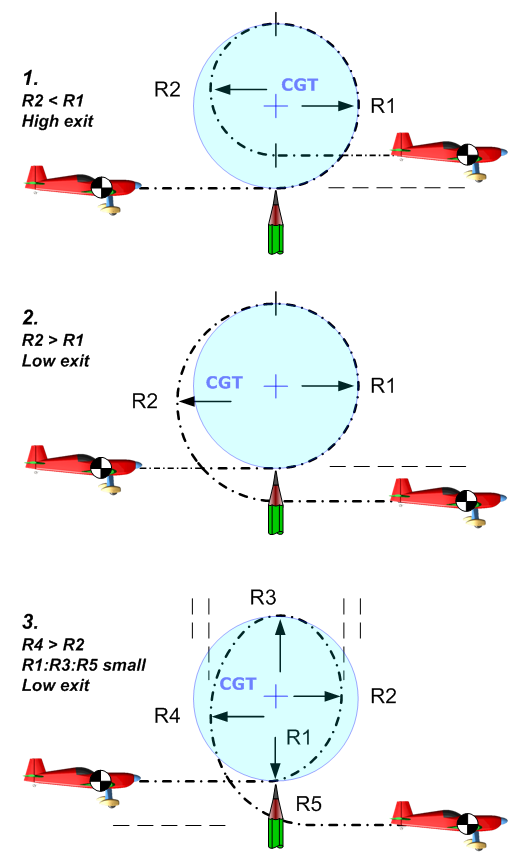 1.
R2 < R1
High exit
R2
CGT
R1
2.
R2 > R1
Low exit
CGT
R1
R2
3.
R4 > R2
R1:R3:R5 small
Low exit
R3
CGT
R2
R4
R1
R5